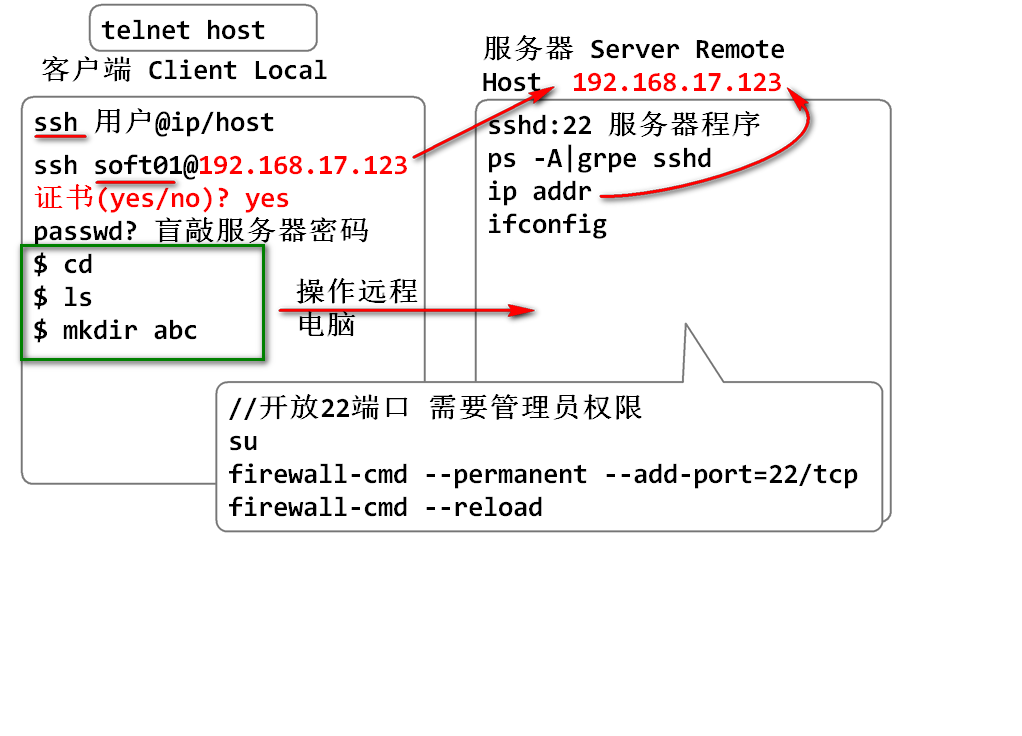 telnet host
客户端 Client Local
ssh 用户@ip/host
ssh soft01@192.168.17.123
证书(yes/no)? yes
passwd? 盲敲服务器密码
$ cd
$ ls
$ mkdir abc
操作远程
电脑
服务器 Server Remote
Host 192.168.17.123
sshd:22 服务器程序
ps -A|grpe sshd
ip addr
ifconfig
//开放22端口 需要管理员权限
su
firewall-cmd --permanent --add-port=22/tcp
firewall-cmd --reload